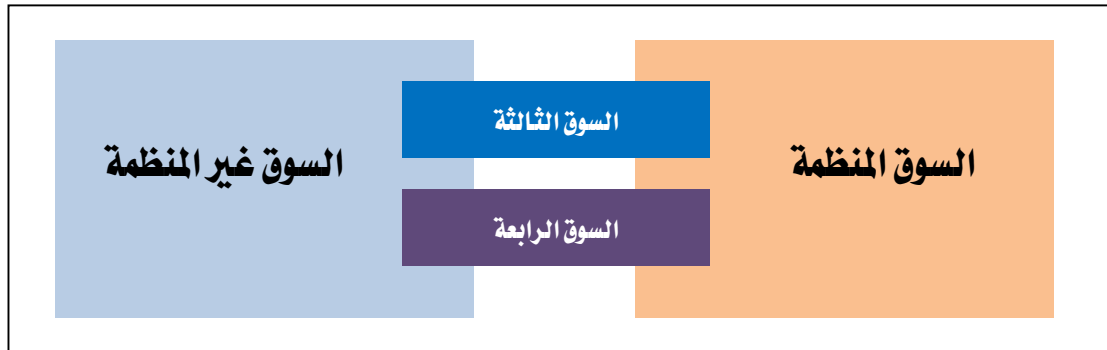 السوق المنظمة
السوق الثالثة
السوق الرابعة
السوق غير المنظمة